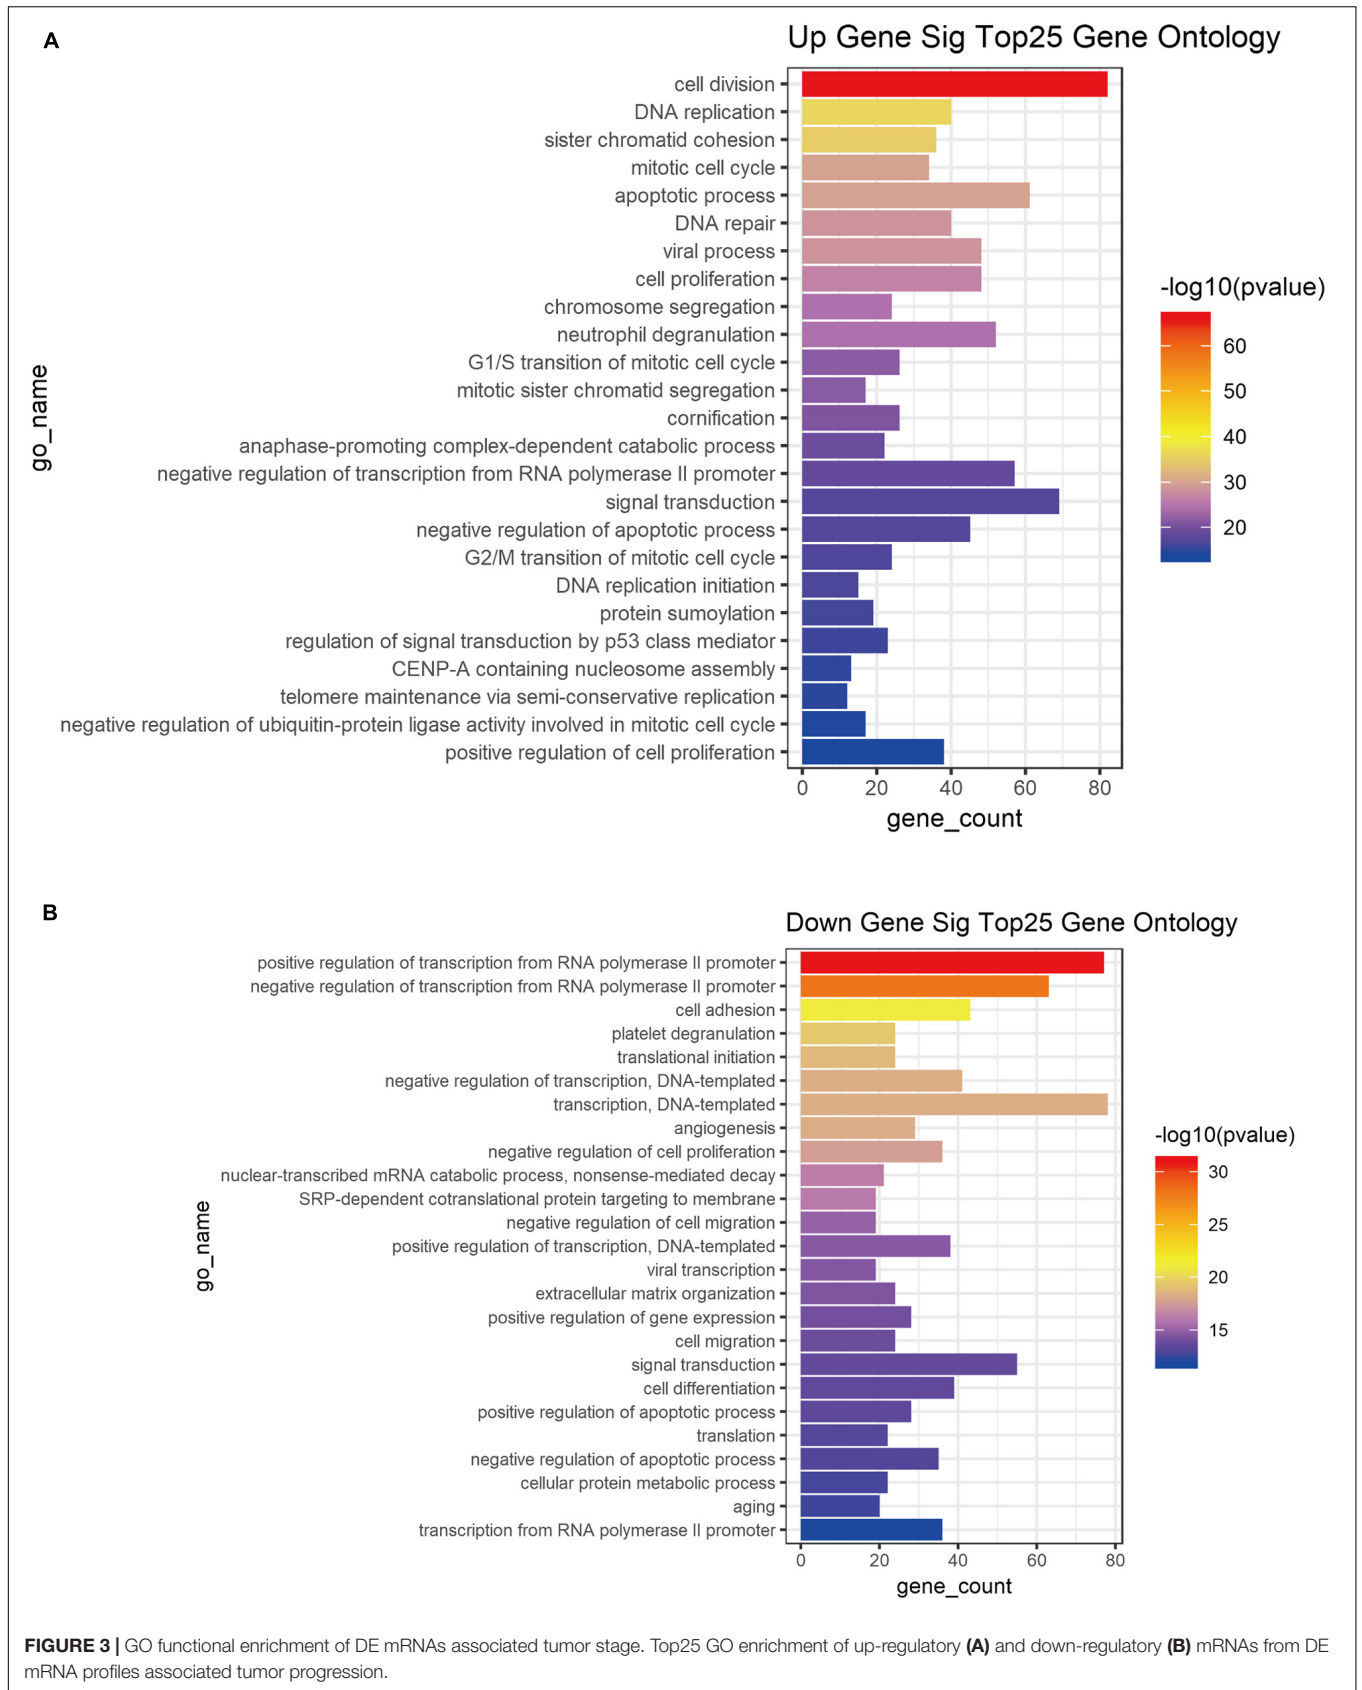 A
Up Gene Sig Top25 Gene Ontology
cell division
DNA replication
sister chromatid cohesion
mitotic cell cycle
apoptotic process
DNA repair
viral process
cell proliferation
chromosome segregation
neutrophil degranulation
G1/S transition of mitotic cell cycle
mitotic sister chromatid segregation
cornification
anaphase-promoting complex-dependent catabolic process
negative regulation of transcription from RNA polymerase II promoter
signal transduction
negative regulation of apoptotic process
G2/M transition of mitotic cell cycle
DNA replication initiation
protein sumoylation
regulation of signal transduction by p53 class mediator
CENP-A containing nucleosome assembly
telomere maintenance via semi-conservative replication
negative regulation of ubiquitin-protein ligase activity involved in mitotic cell cycle
positive regulation of cell proliferation
go_name
0 20 40 60 80
gene_count
-log10(pvalue)
60
50
40
30
20
B
Down Gene Sig Top25 Gene Ontology
positive regulation of transcription from RNA polymerase II promoter
negative regulation of transcription from RNA polymerase II promoter
cell adhesion
platelet degranulation
translational initiation
negative regulation of transcription, DNA-templated
transcription, DNA-templated
angiogenesis
negative regulation of cell proliferation
nuclear-transcribed mRNA catabolic process, nonsense-mediated decay
SRP-dependent cotranslational protein targeting to membrane
negative regulation of cell migration
positive regulation of transcription, DNA-templated
viral transcription
extracellular matrix organization
positive regulation of gene expression
cell migration
signal transduction
cell differentiation
positive regulation of apoptotic process
translation
negative regulation of apoptotic process
cellular protein metabolic process
aging
transcription from RNA polymerase II promoter
go_name
0 20 40 60 80
gene_count
-log10(pvalue)
30
25
20
15
FIGURE 3 | GO functional enrichment of DE mRNAs associated tumor stage. Top25 GO enrichment of up-regulatory (A) and down-regulatory (B) mRNAs from DE
mRNA profiles associated tumor progression.